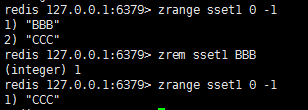 redis 127.0.0.1:6379> zrange sset1 0 -1
1) "BBB"
2) "CCC"
redis 127.0.0.1:6379> zrem sset1 BBB
(integer) 1
redis 127.0.0.1:6379> zrange sset1 0 -1
1) "CCC"